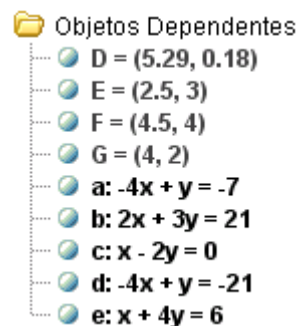 Objetos Dependentes
D = (5.29, 0.18)
E = (2.5, 3)
F = (4.5, 4)
G = (4, 2)
a: -4x + y = -7
b: 2x + 3y = 21
c: x - 2y = 0
d: -4x + y = -21
e: x + 4y = 6